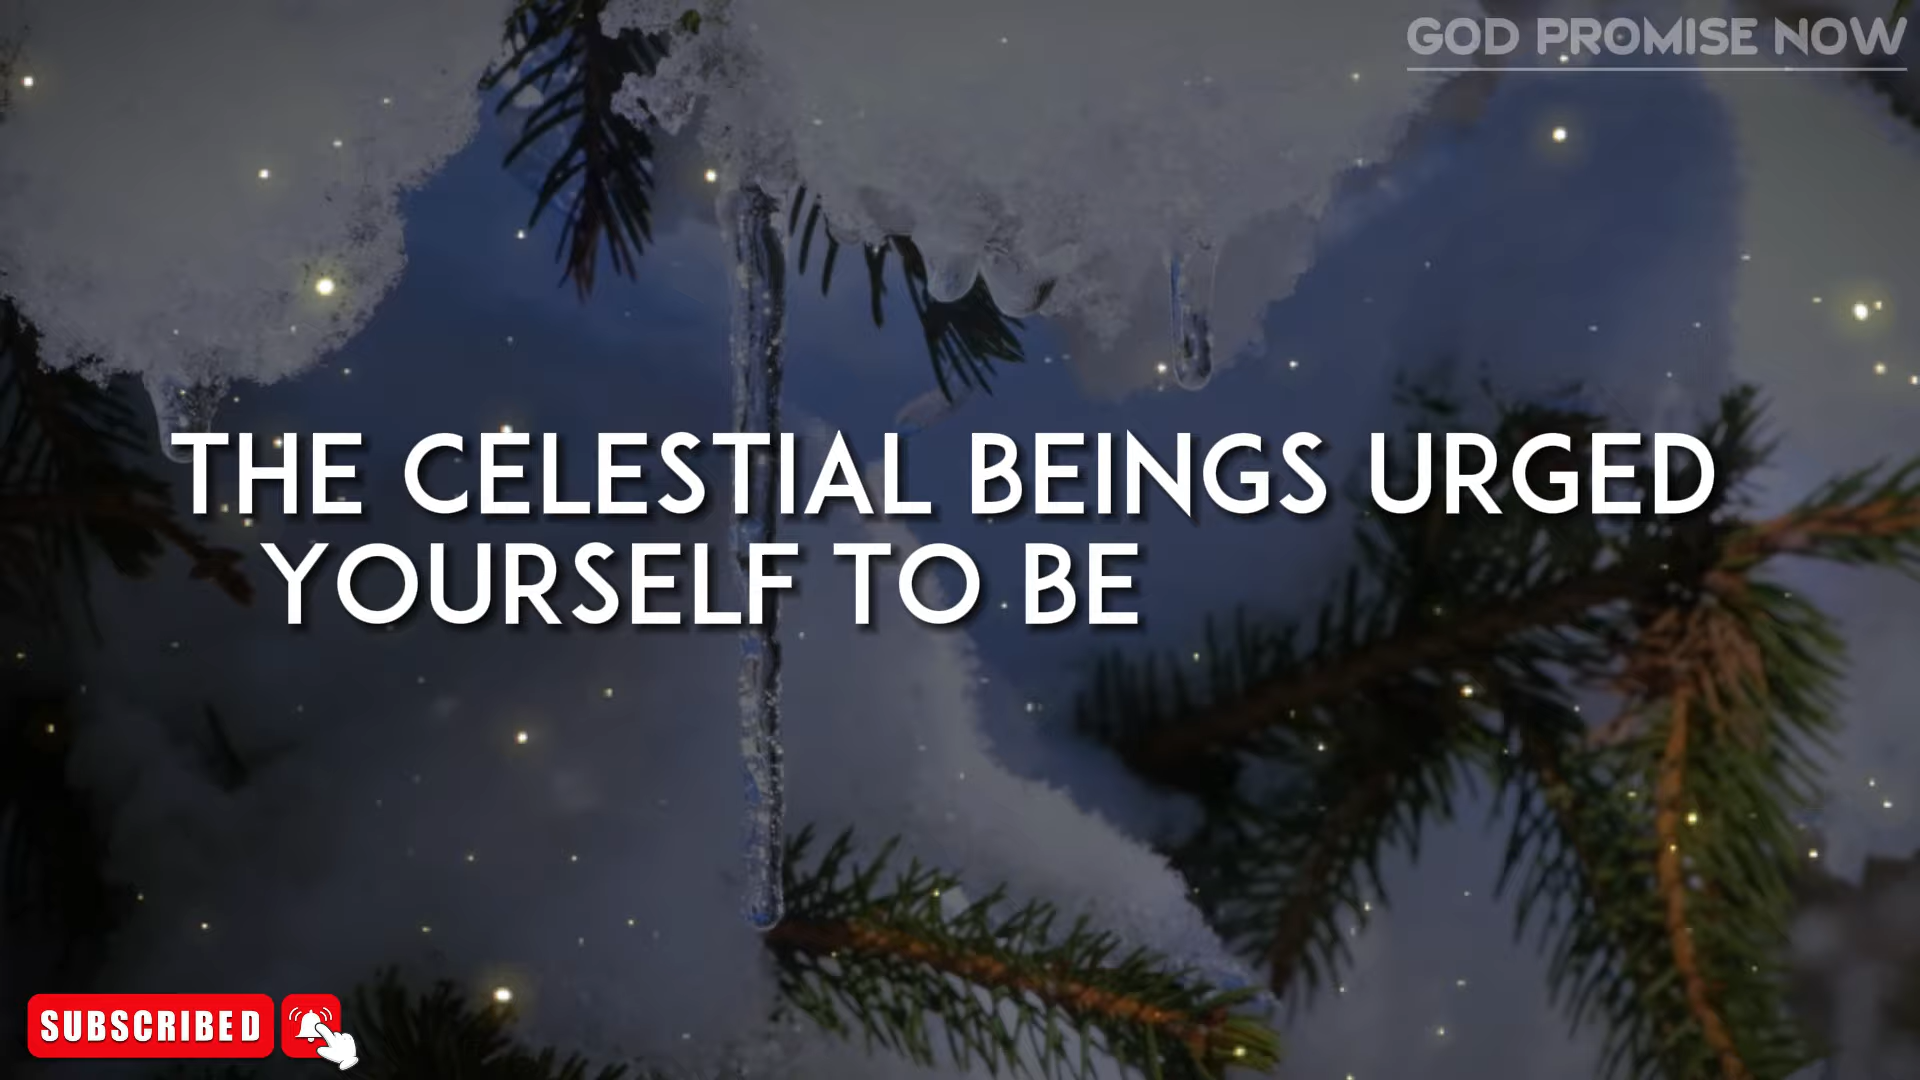 GOD PROMISE NOW
THE CELESTIAL BEINGS URGED
YOURSELF TO BE
SUBSCRIBED